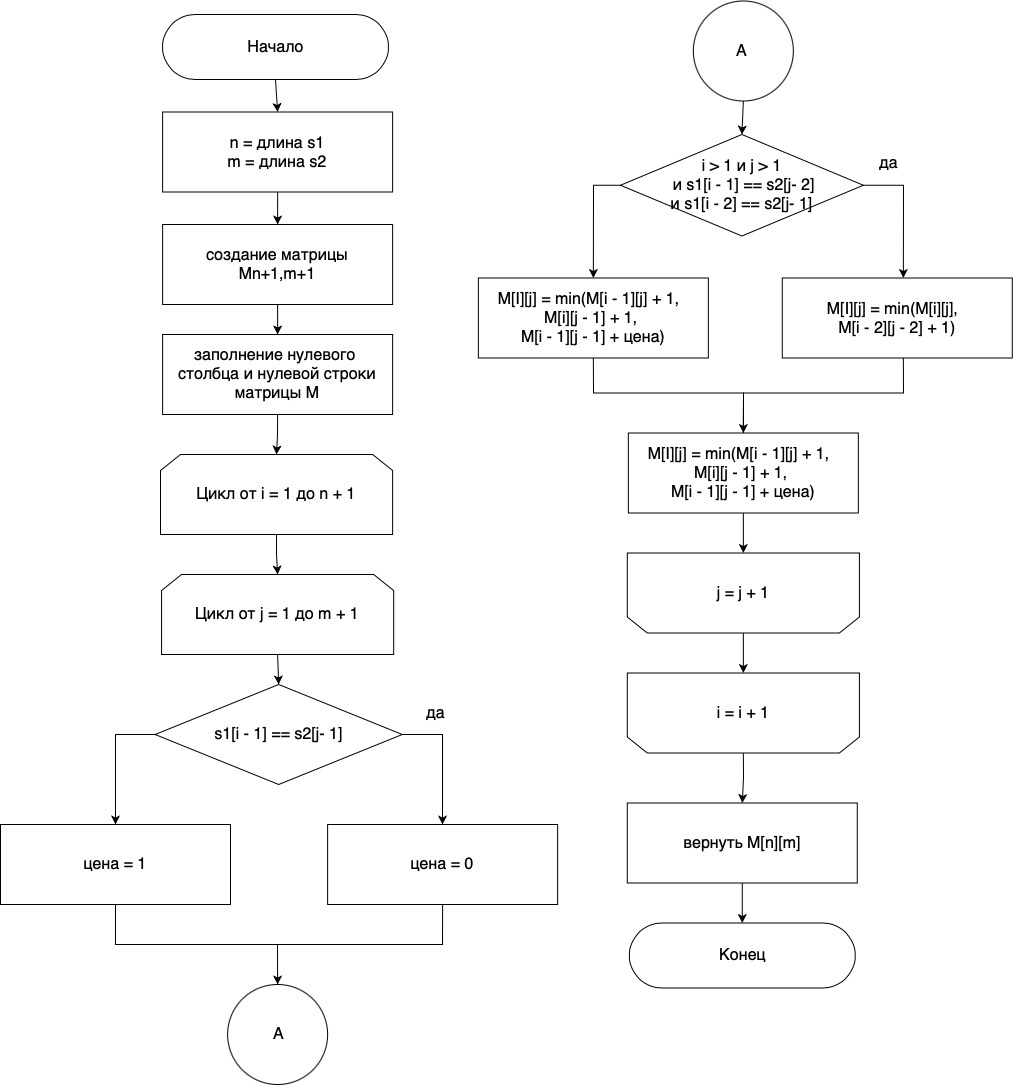 Начало
n = длина s1
m = длина s2
создание матрицы
Mn+1,m+1
заполнение нулевого
столбца и нулевой строки
матрицы M
Цикл от i = 1 до n + 1
Цикл от j = 1 до m + 1
s1[i - 1] == s2[j- 1]
да
цена = 1
цена = 0
A
A
i > 1 и j > 1
и s1[i - 1] == s2[j- 2]
и s1[i - 2] == s2[j- 1]
да
M[I][j] = min(M[i - 1][j] + 1,
M[i][j - 1] + 1,
M[i - 1][j - 1] + цена)
M[I][j] = min(M[i][j],
M[i - 2][j - 2] + 1)
M[I][j] = min(M[i - 1][j] + 1,
M[i][j - 1] + 1,
M[i - 1][j - 1] + цена)
j = j + 1
i = i + 1
вернуть M[n][m]
Конец